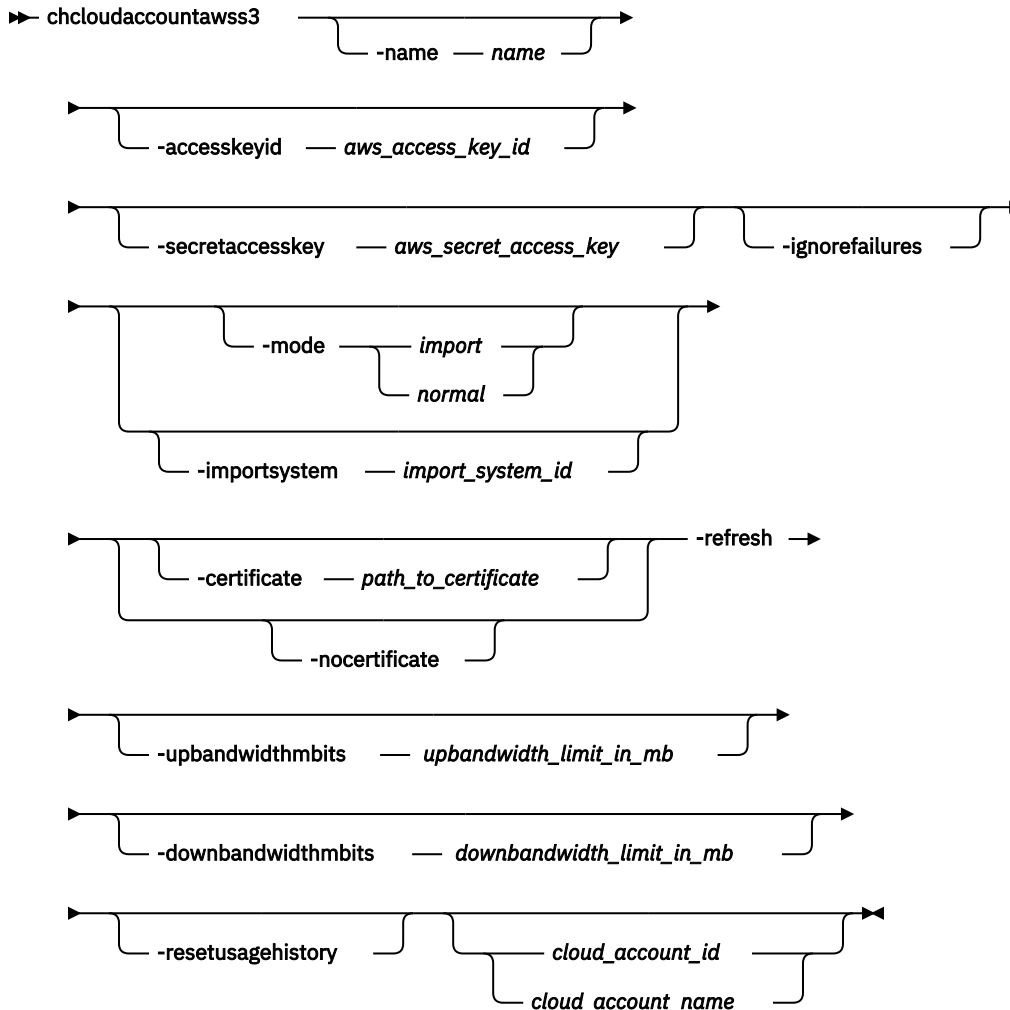 chcloudaccountawss3
-name name
-accesskeyid aws_access_key_id
-secretaccesskey aws_secret_access_key -ignorefailures
-mode import
normal
-importsystem import_system_id
-refresh
-certificate path_to_certificate
-nocertificate
-upbandwidthmbits upbandwidth_limit_in_mb
-downbandwidthmbits downbandwidth_limit_in_mb
-resetusagehistory cloud_account_id
cloud_account_name